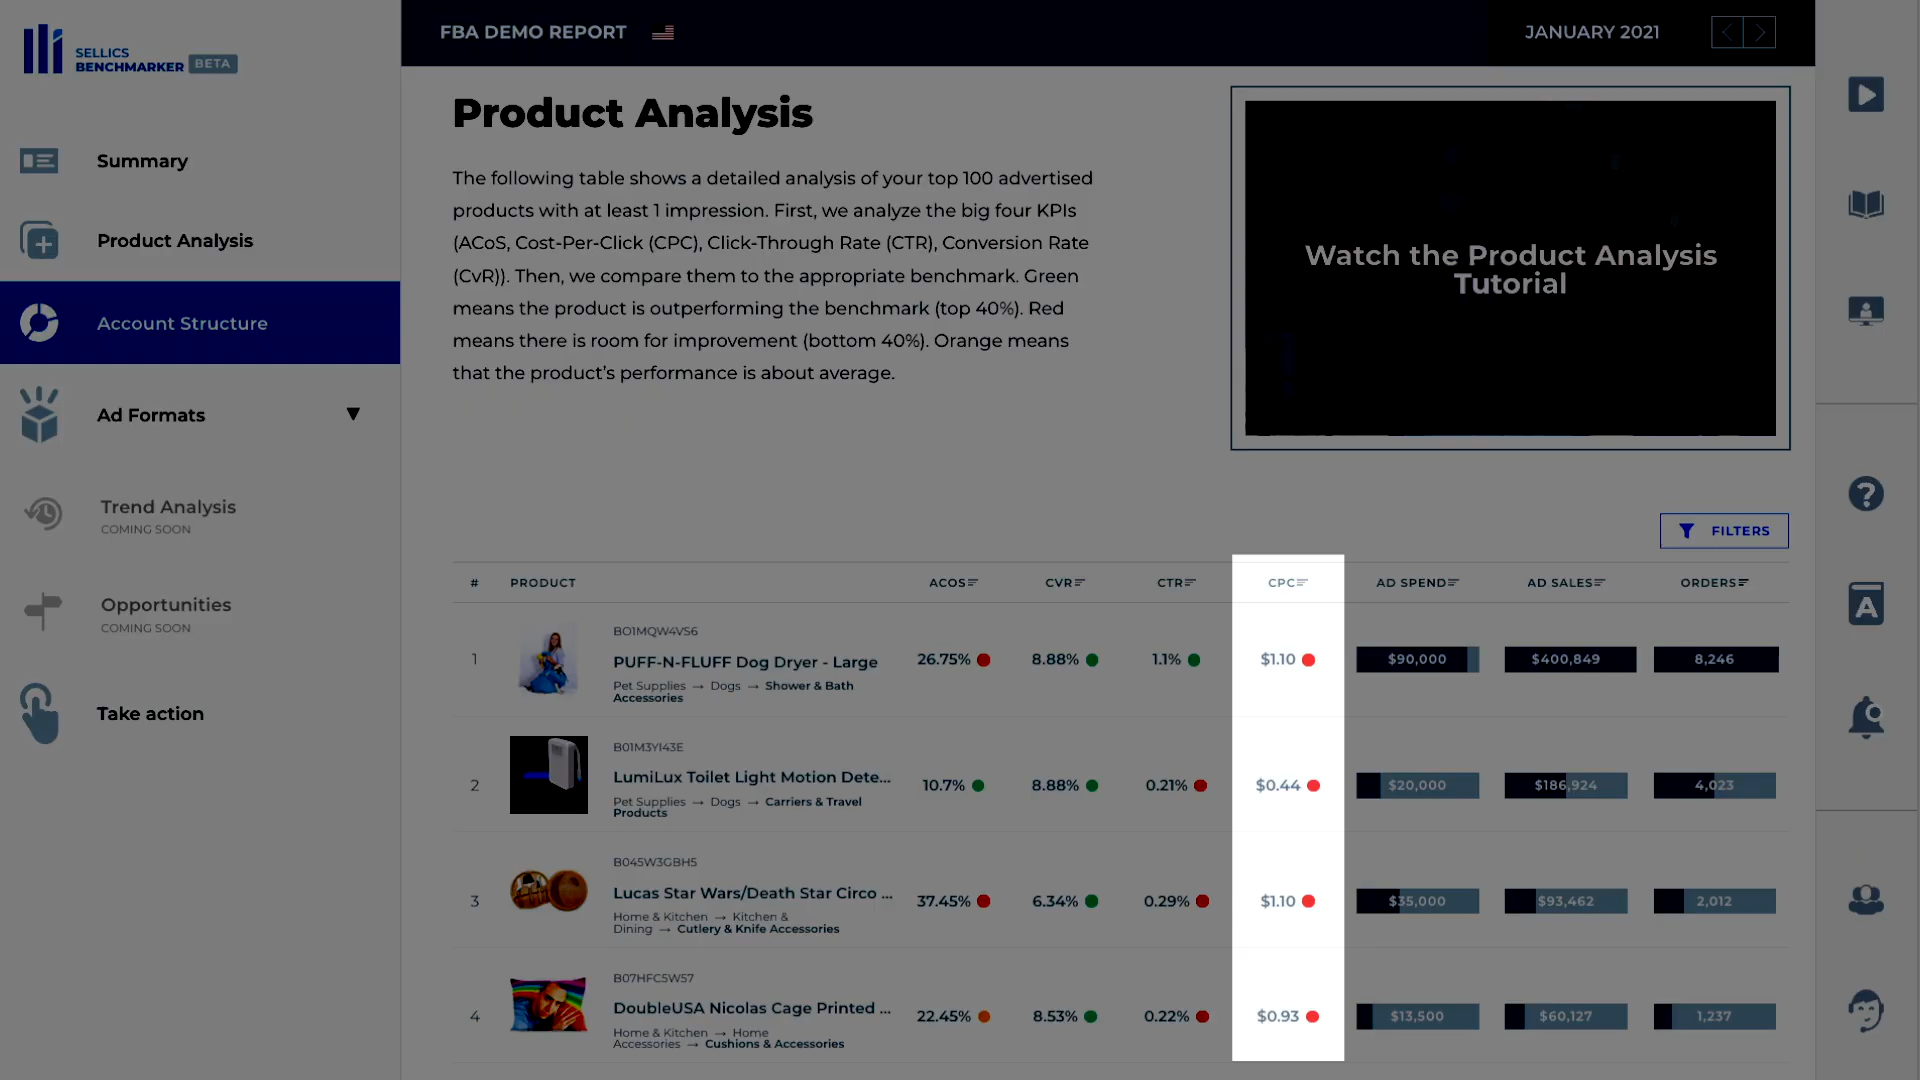 SELLICS
BENCHMARKER BETA
FBA DEMO REPORT
JANUARY 2021
Summary
Product Analysis
Account Structure
Ad Formats
Trend Analysis
COMING SOON
Opportunities
COMING SOON
Take action
Product Analysis
The following table shows a detailed analysis of your top 100 advertised
products with at least 1 impression. First, we analyze the big four KPIs
(ACoS, Cost-Per-Click (CPC), Click-Through Rate (CTR), Conversion Rate
(CvR)). Then, we compare them to the appropriate benchmark. Green
means the product is outperforming the benchmark (top 40%). Red
means there is room for improvement (bottom 40%). Orange means
that the product’s performance is about average.
Watch the Product Analysis
Tutorial
FILTERS
# PRODUCT ACOS CVR CTR CPC AD SPEND AD SALES ORDERS
BO1MQW4VS6
1 PUFF-N-FLUFF Dog Dryer - Large 26.75% 8.88% 1.1% $1.10 $90,000 $400,849 8,246
Pet Supplies → Dogs → Shower & Bath
Accessories
B01M3YI43E
2 LumiLux Toilet Light Motion Dete... 10.7% 8.88% 0.21% $0.44 $20,000 $186,924 4,023
Pet Supplies → Dogs → Carriers & Travel
Products
B045W3GBH5
3 Lucas Star Wars/Death Star Circo ... 37.45% 6.34% 0.29% $1.10 $35,000 $93,462 2,012
Home & Kitchen → Kitchen &
Dining → Cutlery & Knife Accessories
B07HFC5W57
4 DoubleUSA Nicolas Cage Printed ... 22.45% 8.53% 0.22% $0.93 $13,500 $60,127 1,237
Home & Kitchen → Home
Accessories → Cushions & Accessories